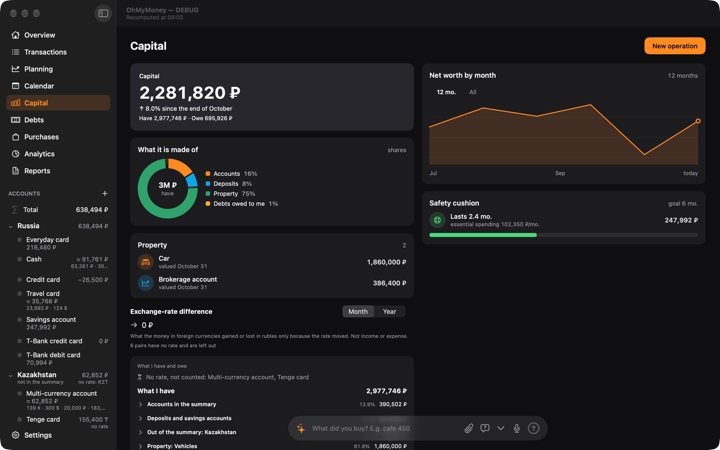 OhMyMoney — DEBUG
Recomputed at 09:00
Overview
Transactions
Planning
Calendar
Capital
Debts
Purchases
Analytics
Reports
ACCOUNTS
Total 638,494 ₽
Russia 638,494 ₽
Everyday card
218,480 ₽
Cash ≈ 91,761 ₽
63,261 ₽ · 30...
Credit card −26,500 ₽
Travel card
≈ 35,768 ₽
23,992 ₽ · 124 $
Savings account
247,992 ₽
T-Bank credit card 0 ₽
T-Bank debit card
70,994 ₽
Kazakhstan 62,852 ₽
not in the summary no rate: KZT
Multi-currency account
≈ 62,852 ₽
139 € · 300 $ · 20,000 ₽ · 183,...
Tenge card 155,400 ₸
no rate
Settings
Capital
New operation
Capital
2,281,820 ₽
↑ 8.0% since the end of October
Have 2,977,746 ₽ · Owe 695,926 ₽
What it is made of shares
3M ₽
have
Accounts 16%
Deposits 8%
Property 75%
Debts owed to me 1%
Property 2
Car
valued October 31
1,860,000 ₽
Brokerage account
valued October 31
386,400 ₽
Exchange-rate difference
Month Year
→ 0 ₽
What the money in foreign currencies gained or lost in rubles only because the rate moved. Not income or expense.
6 pairs have no rate and are left out
What I have and owe
No rate, not counted: Multi-currency account, Tenge card
What I have 2,977,746 ₽
Accounts in the summary 13.9% 390,502 ₽
Deposits and savings accounts
Out of the summary: Kazakhstan
Property: Vehicles 61.9% 1,860,000 ₽
Net worth by month 12 months
12 mo. All
Jul Sep today
Safety cushion goal 6 mo.
Lasts 2.4 mo.
essential spending 102,350 ₽/mo.
247,992 ₽
What did you buy? E.g. cafe 450